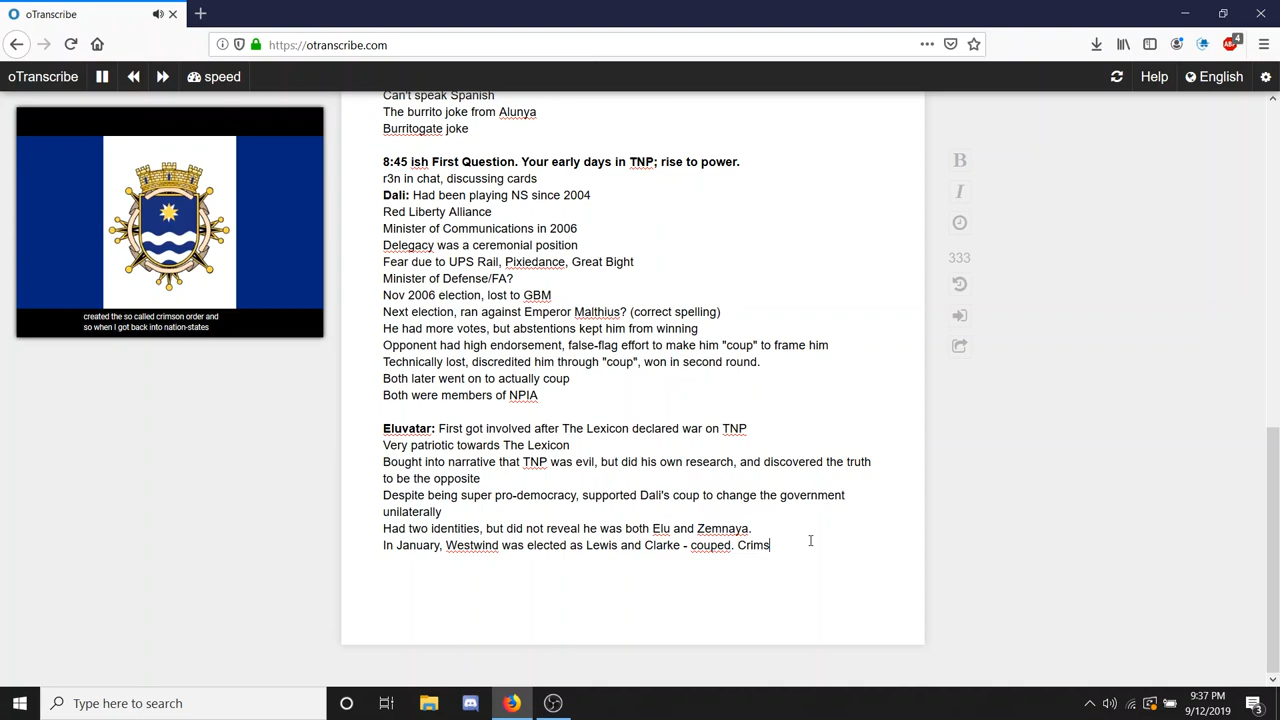 oTranscribe
https://otranscribe.com
4
oTranscribe
speed
Help
English
Can't speak Spanish
The burrito joke from Alunya
Burritogate joke
8:45 ish First Question. Your early days in TNP; rise to power.
r3n in chat, discussing cards
Dali: Had been playing NS since 2004
Red Liberty Alliance
Minister of Communications in 2006
Delegacy was a ceremonial position
Fear due to UPS Rail, Pixiedance, Great Bight
Minister of Defense/FA?
Nov 2006 election, lost to GBM
Next election, ran against Emperor Malthius? (correct spelling)
He had more votes, but abstentions kept him from winning
Opponent had high endorsement, false-flag effort to make him "coup" to frame him
Technically lost, discredited him through "coup", won in second round.
Both later went on to actually coup
Both were members of NPIA
Eluvatar: First got involved after The Lexicon declared war on TNP
Very patriotic towards The Lexicon
Bought into narrative that TNP was evil, but did his own research, and discovered the truth
to be the opposite
Despite being super pro-democracy, supported Dali's coup to change the government
unilaterally
Had two identities, but did not reveal he was both Elu and Zemnaya.
In January, Westwind was elected as Lewis and Clarke - couped. Crims
created the so called crimson order and
so when I got back into nation-states
B
I
333
Type here to search
9:37 PM
9/12/2019
3